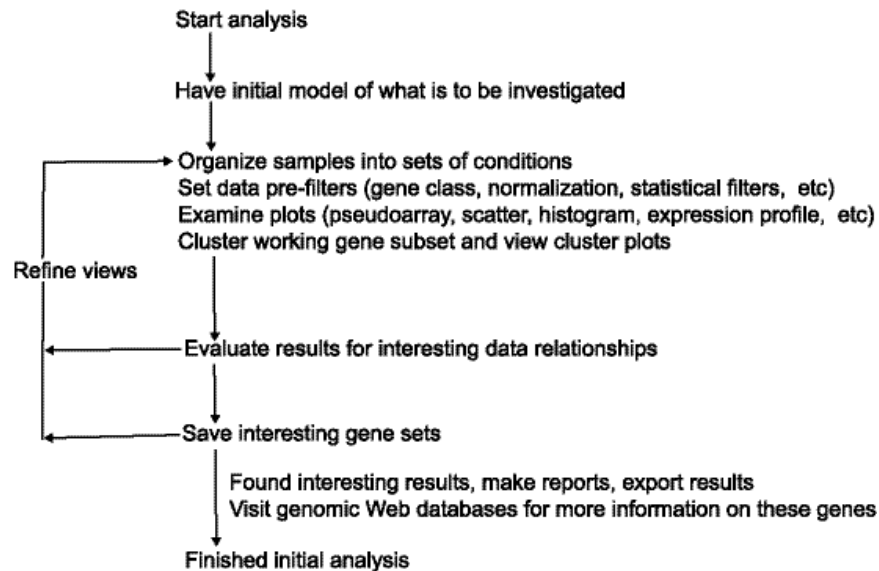 Start analysis
Have initial model of what is to be investigated
Organize samples into sets of conditions
Set data pre-filters (gene class, normalization, statistical filters, etc)
Examine plots (pseudoarray, scatter, histogram, expression profile, etc)
Cluster working gene subset and view cluster plots
Refine views
Evaluate results for interesting data relationships
Save interesting gene sets
Found interesting results, make reports, export results
Visit genomic Web databases for more information on these genes
Finished initial analysis